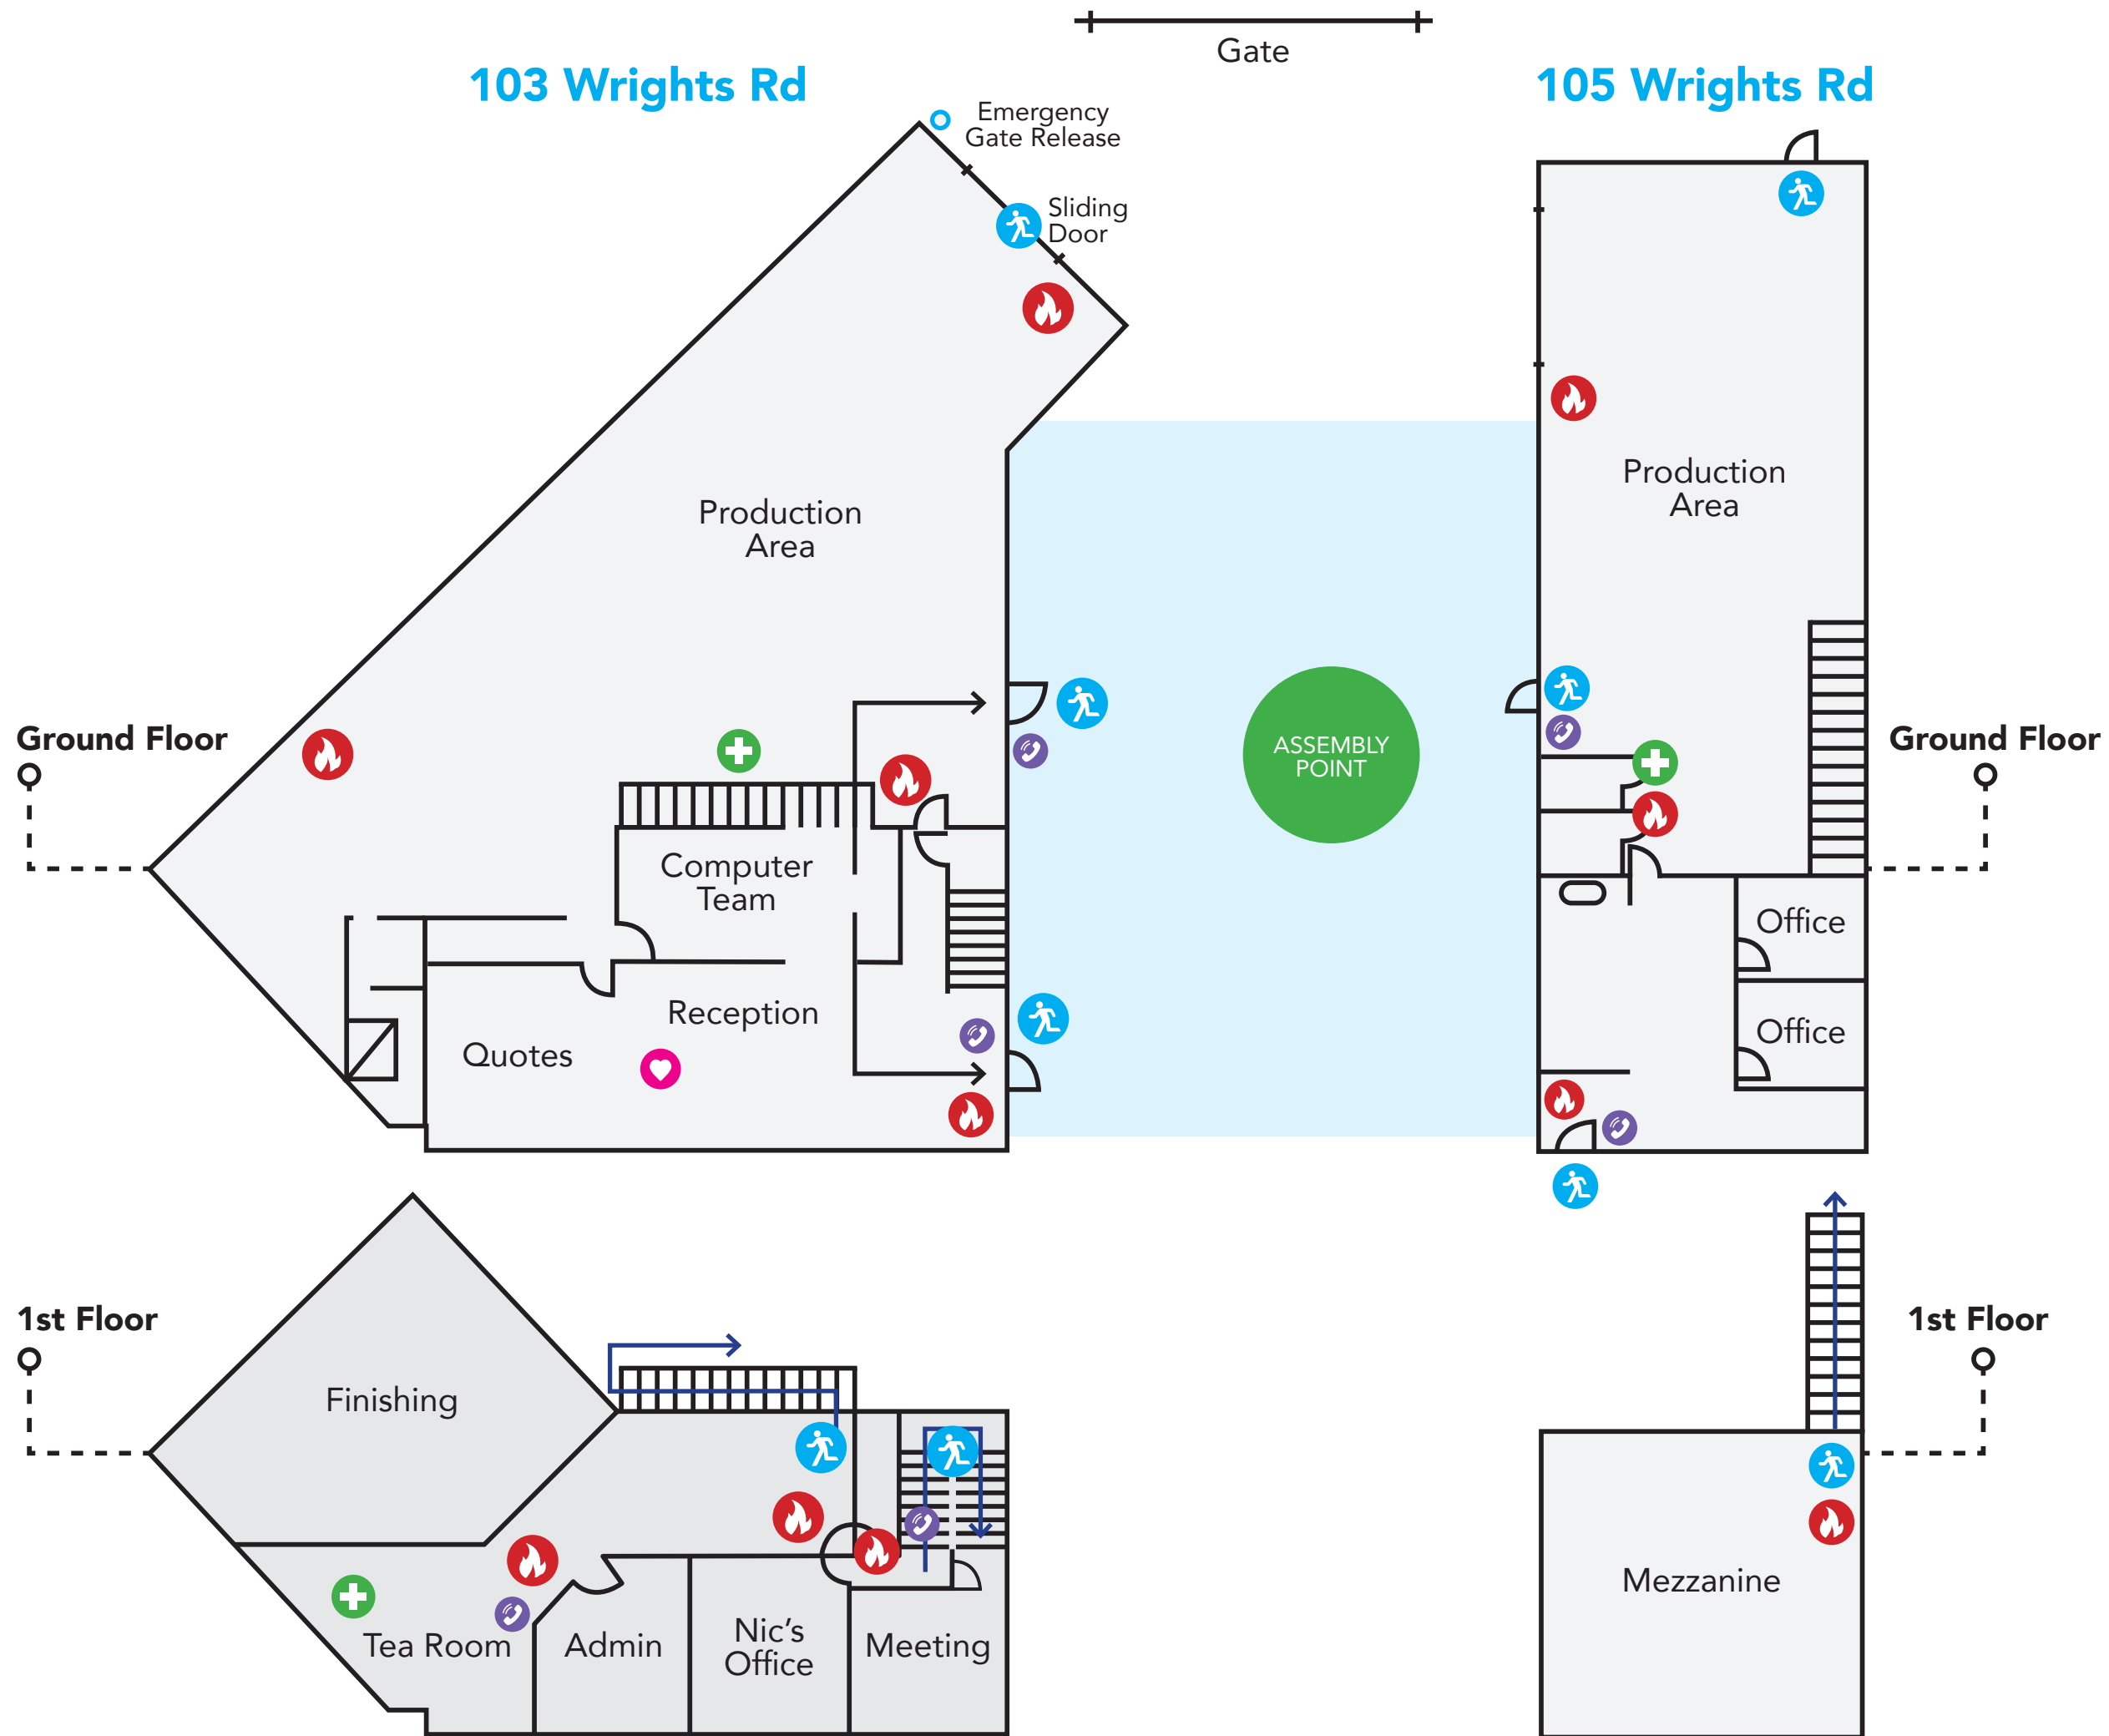 Gate
103 Wrights Rd
105 Wrights Rd
Emergency
Gate Release
Sliding
Door
Production
Area
Production
Area
Ground Floor
Ground Floor
ASSEMBLY
POINT
Computer
Team
Office
Reception
Quotes
Office
1st Floor
1st Floor
Finishing
Mezzanine
Tea Room
Admin
Nic's
Office
Meeting